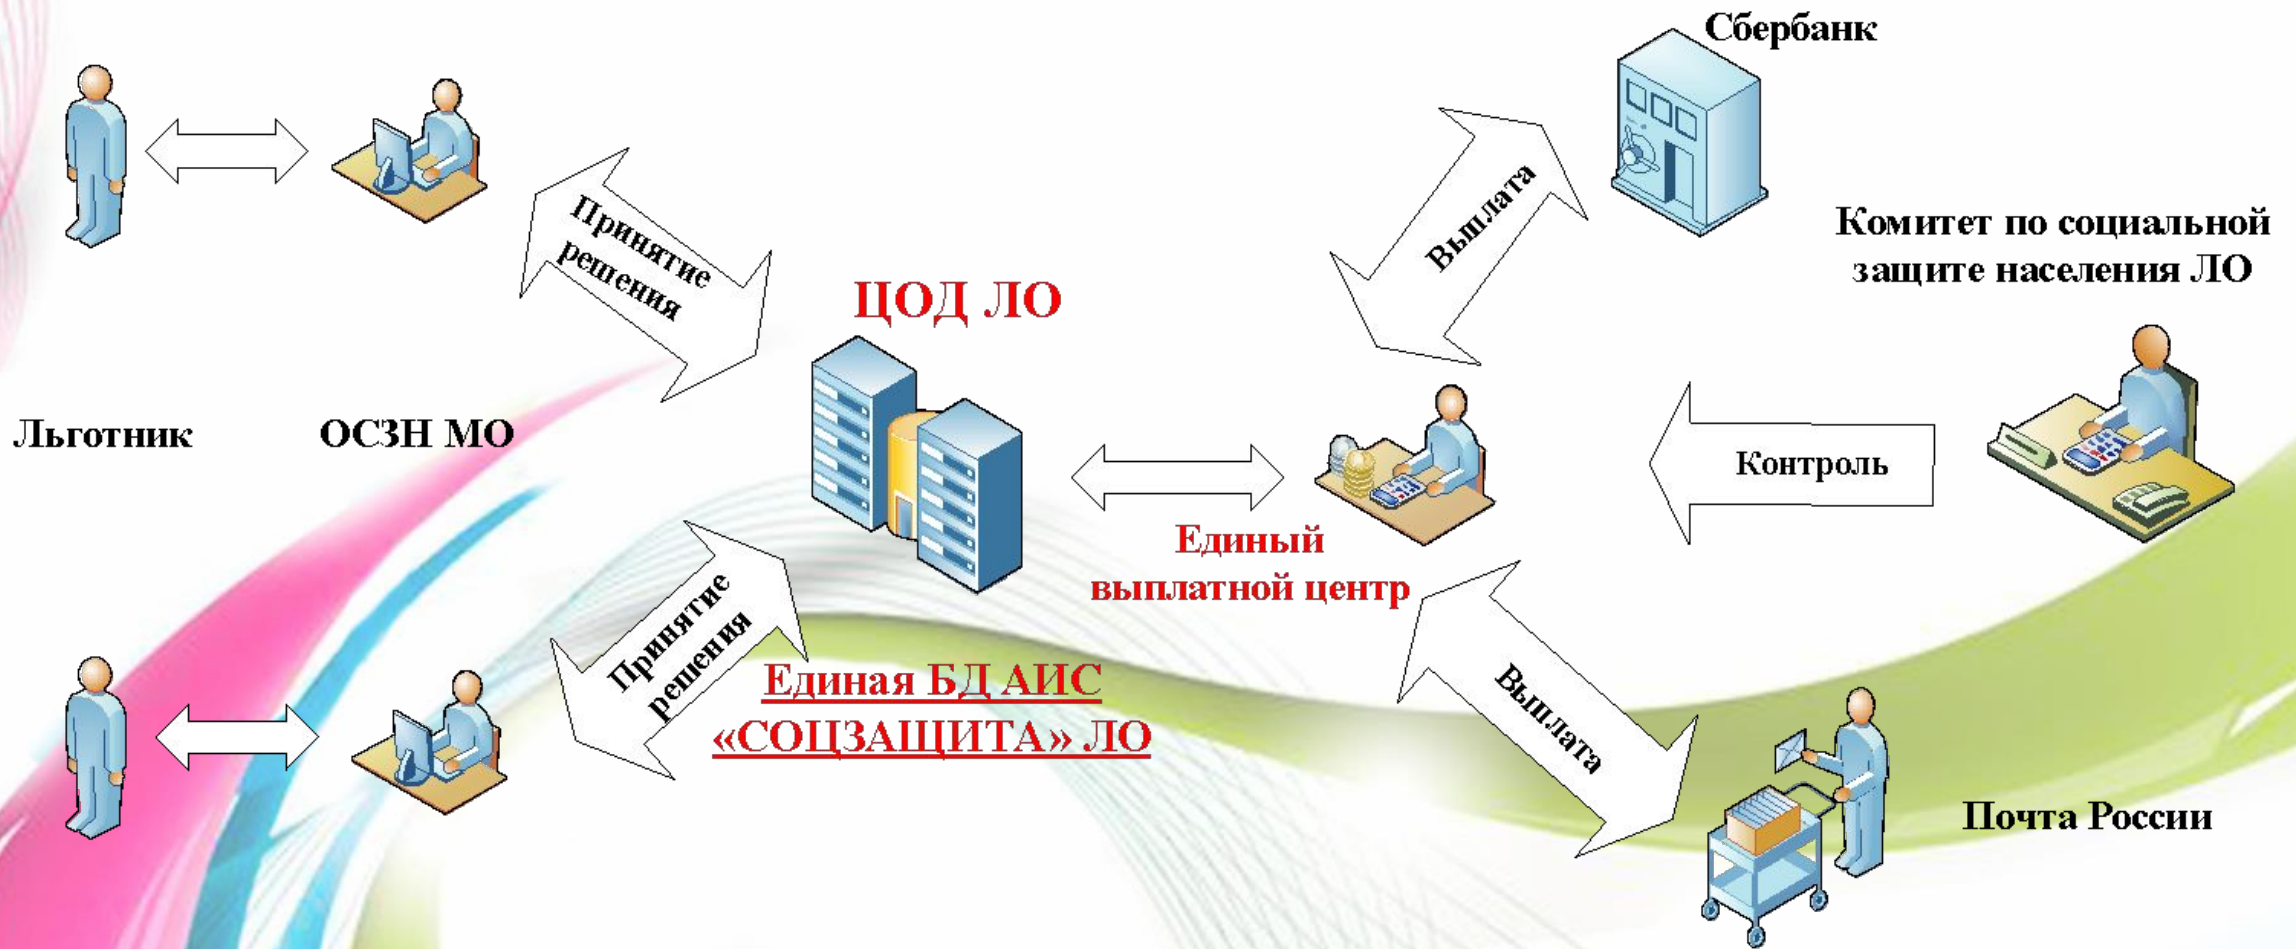 Сбербанк
Комитет по социальной
защите населения ЛО
Принятие
решения
Выплата
ЦОД ЛО
Льготник
ОСЗН МО
Контроль
Единый
выплатной центр
Принятие
решения
Единая БД АИС
«СОЦЗАЩИТА» ЛО
Выплата
Почта России